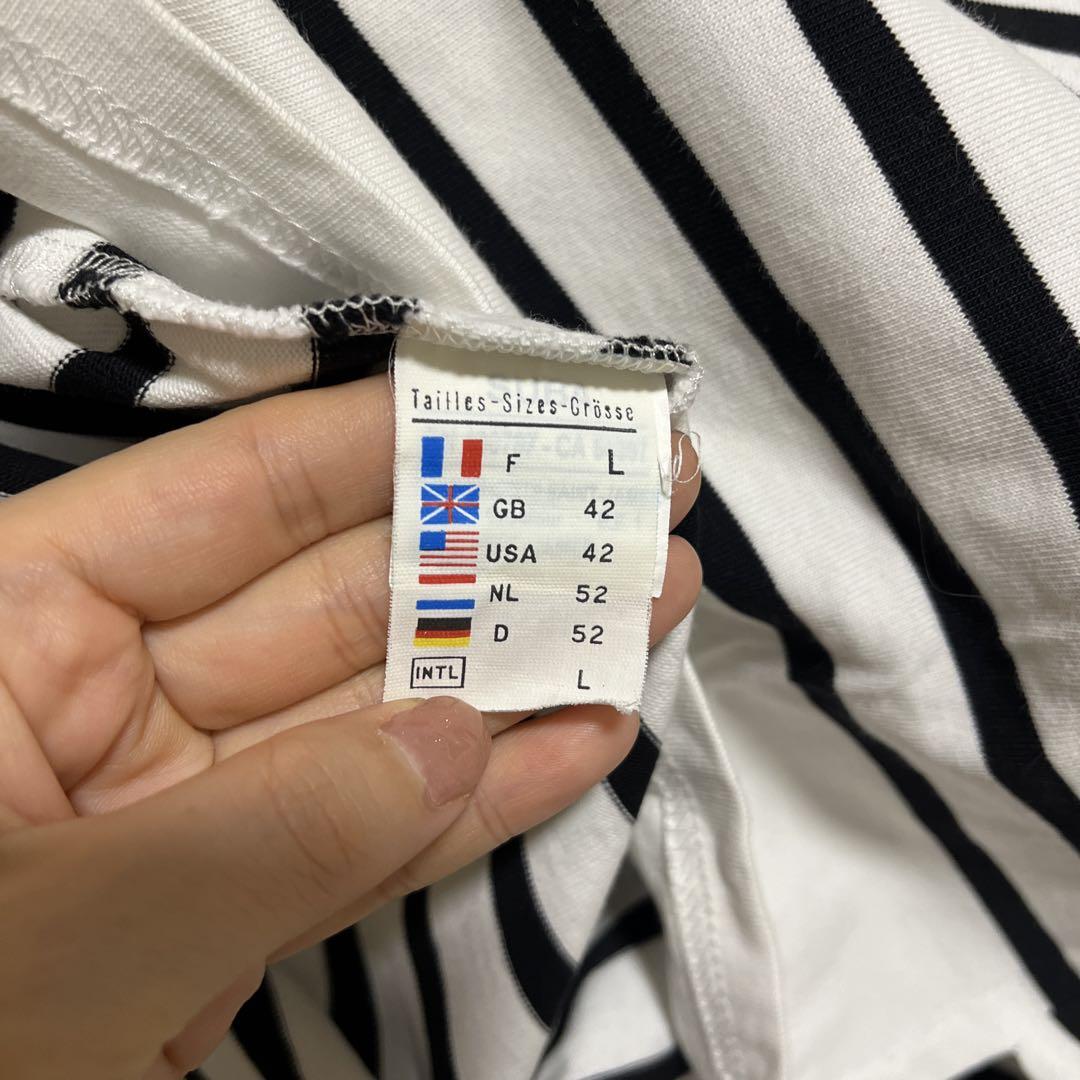 Tailles-Sizes-Grösse
F L
GB 42
USA 42
NL 52
D 52
INTL L